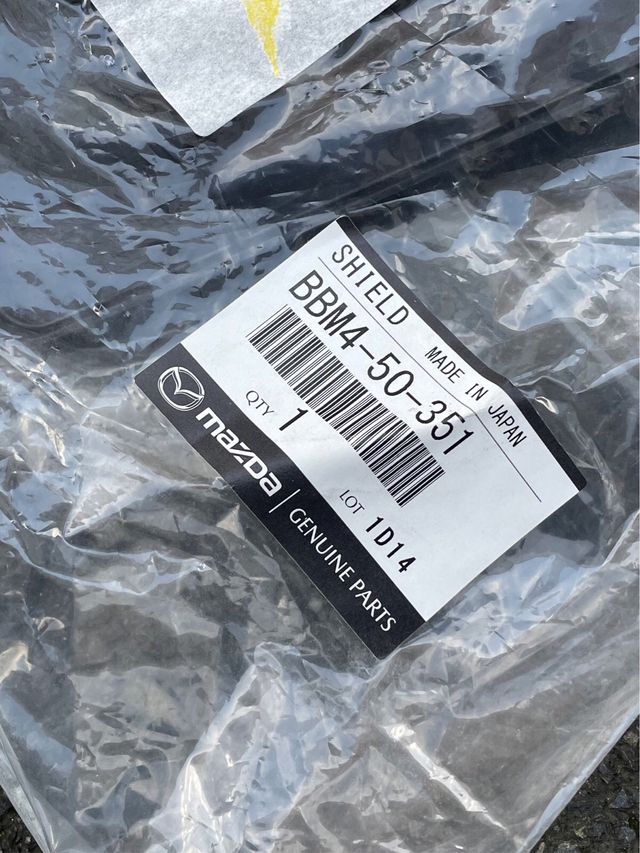 SHIELD MADE IN JAPAN
BBM4-50-351
QTY 1 LOT 1D14
mazda GENUINE PARTS